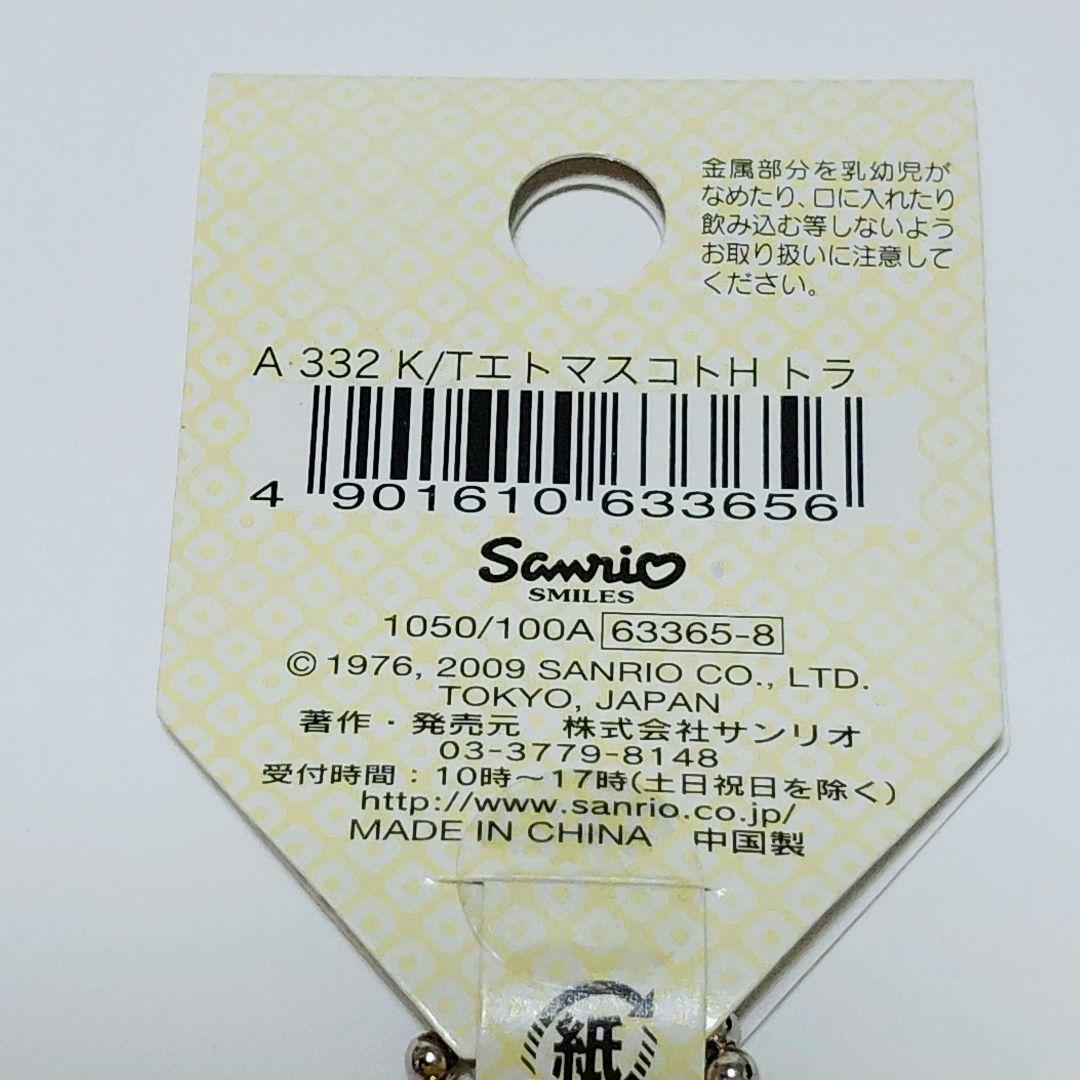 金属部分を乳幼児が
なめたり、口に入れたり
飲み込む等しないよう
お取り扱いに注意して
ください。
A 332 K/TエトマスコトH トラ
4 901610 633656
Sanrio
SMILES
1050/100A 63365-8
© 1976, 2009 SANRIO CO., LTD.
TOKYO, JAPAN
著作・発売元 株式会社サンリオ
03-3779-8148
受付時間：10時～17時(土日祝日を除く)
http://www.sanrio.co.jp/
MADE IN CHINA 中国製
紙